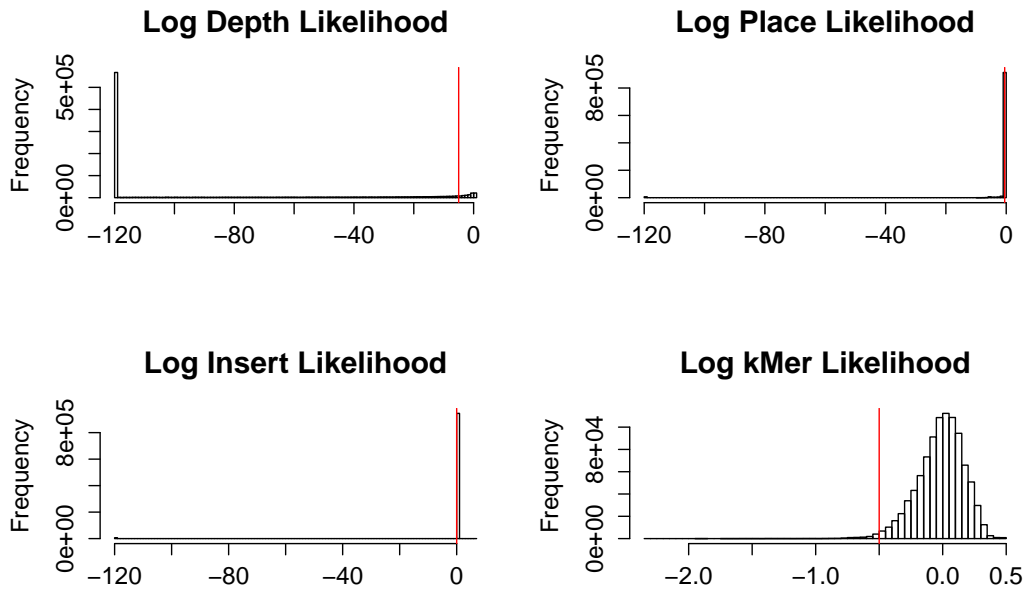 Log Depth Likelihood
Frequency
0e+00 5e+05
−120 −80 −40 0
Log Place Likelihood
Frequency
0e+00 8e+05
−120 −80 −40 0
Log Insert Likelihood
Frequency
0e+00 8e+05
−120 −80 −40 0
Log kMer Likelihood
Frequency
0e+00 8e+04
−2.0 −1.0 0.0 0.5